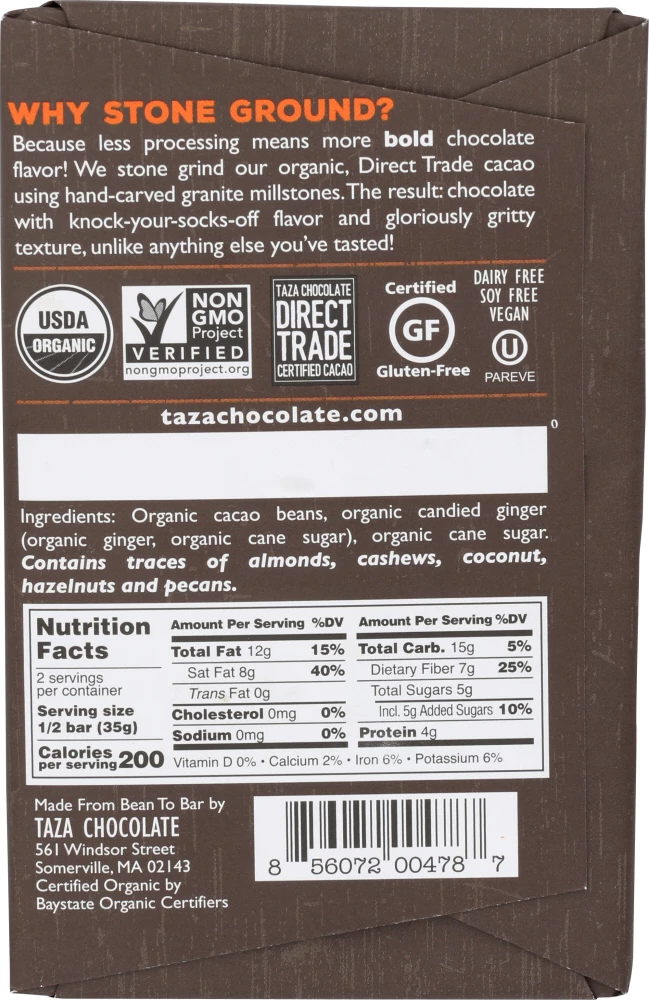 WHY STONE GROUND?
Because less processing means more bold chocolate
flavor! We stone grind our organic, Direct Trade cacao
using hand-carved granite millstones. The result: chocolate
with knock-your-socks-off flavor and gloriously gritty
texture, unlike anything else you've tasted!
USDA
ORGANIC
NON
GMO
Project
VERIFIED
nongmoproject.org
TAZA CHOCOLATE
DIRECT
TRADE
CERTIFIED CACAO
Certified
GF
Gluten-Free
DAIRY FREE
SOY FREE
VEGAN
U
PAREVE
tazachocolate.com
0
Ingredients: Organic cacao beans, organic candied ginger
(organic ginger, organic cane sugar), organic cane sugar.
Contains traces of almonds, cashews, coconut,
hazelnuts and pecans.
Nutrition
Facts
2 servings
per container
Serving size
1/2 bar (35g)
Calories
per serving 200
Amount Per Serving %DV
Total Fat 12g 15%
Sat Fat 8g 40%
Trans Fat 0g
Cholesterol 0mg 0%
Sodium 0mg 0%
Amount Per Serving %DV
Total Carb. 15g 5%
Dietary Fiber 7g 25%
Total Sugars 5g
Incl. 5g Added Sugars 10%
Protein 4g
Vitamin D 0% • Calcium 2% • Iron 6% • Potassium 6%
Made From Bean To Bar by
TAZA CHOCOLATE
561 Windsor Street
Somerville, MA 02143
Certified Organic by
Baystate Organic Certifiers
8 56072 00478 7